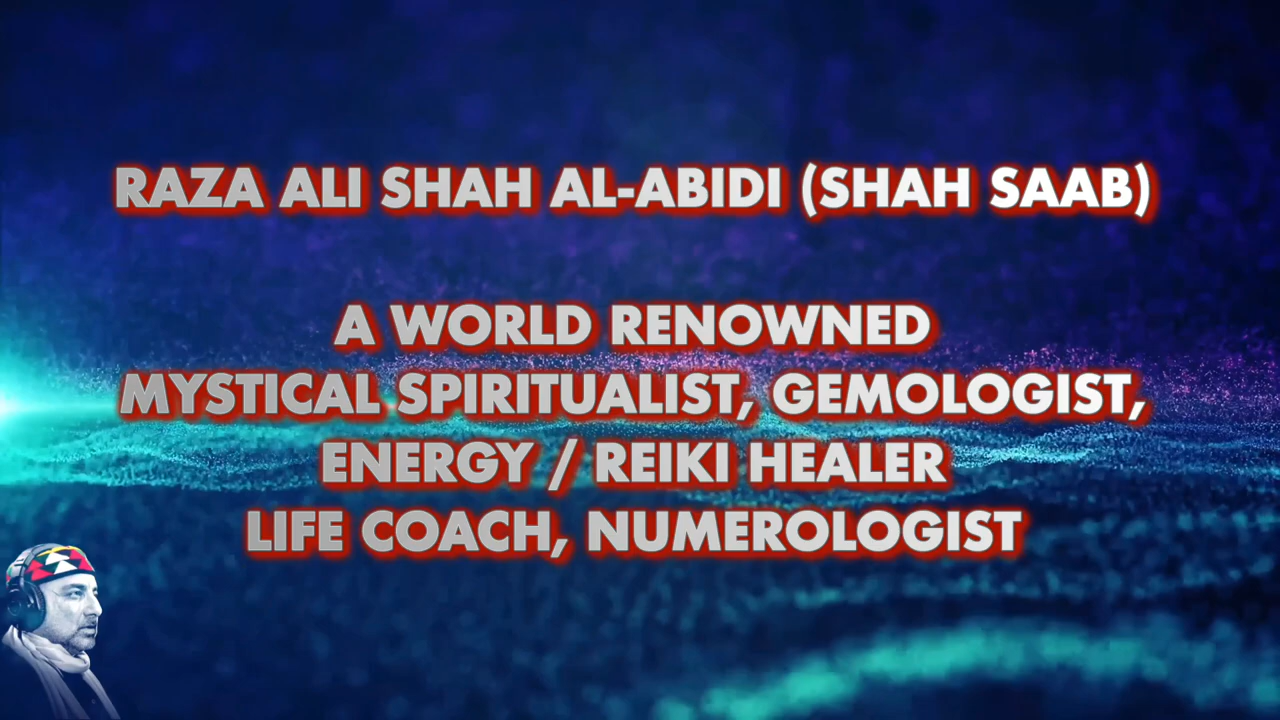 RAZA ALI SHAH AL-ABIDI (SHAH SAAB)
A WORLD RENOWNED
MYSTICAL SPIRITUALIST, GEMOLOGIST,
ENERGY / REIKI HEALER
LIFE COACH, NUMEROLOGIST